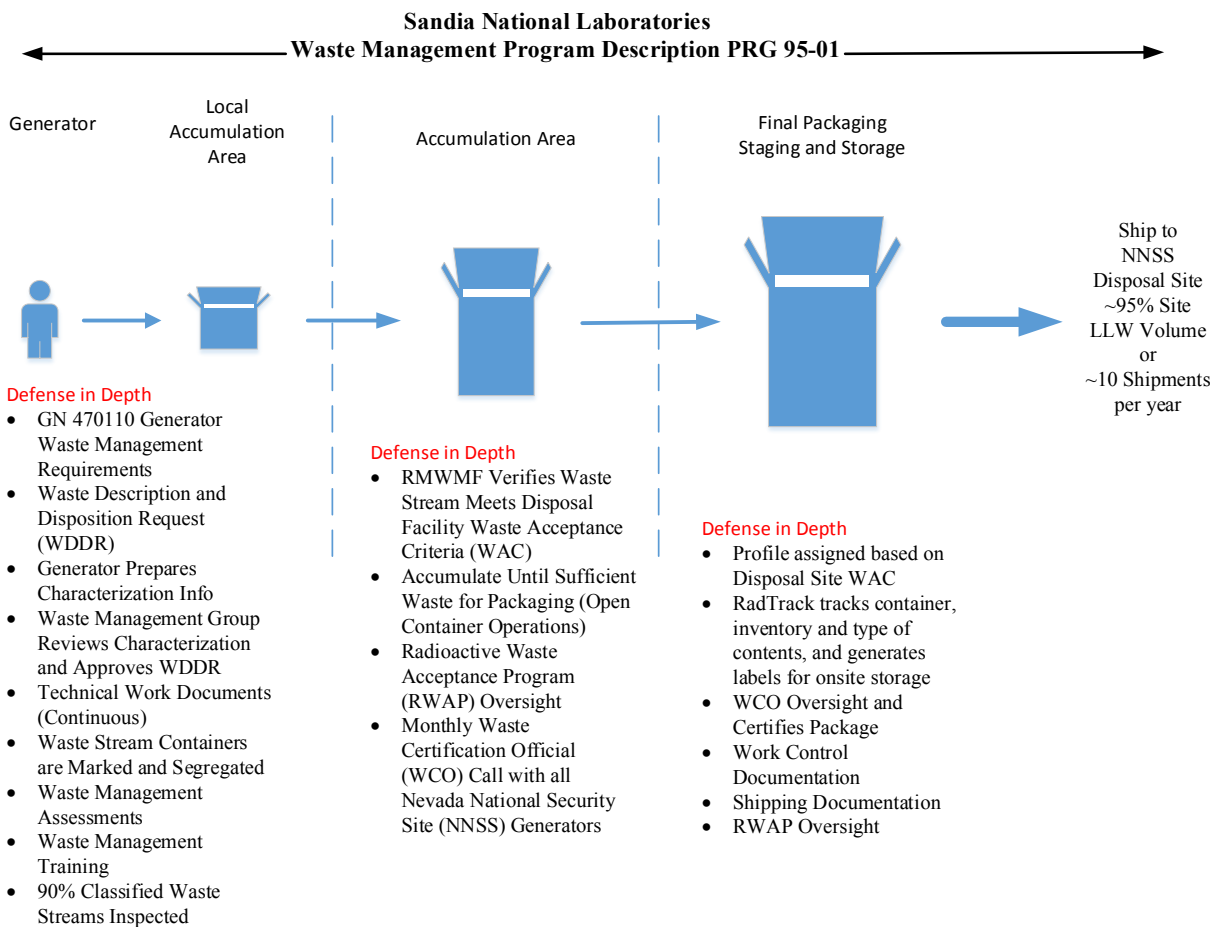 Sandia National Laboratories
Waste Management Program Description PRG 95-01
Generator
Local
Accumulation
Area
Accumulation Area
Final Packaging
Staging and Storage
Ship to
NNSS
Disposal Site
~95% Site
LLW Volume
or
~10 Shipments
per year
Defense in Depth
• GN 470110 Generator
Waste Management
Requirements
• Waste Description and
Disposition Request
(WDDR)
• Generator Prepares
Characterization Info
• Waste Management Group
Reviews Characterization
and Approves WDDR
• Technical Work Documents
(Continuous)
• Waste Stream Containers
are Marked and Segregated
• Waste Management
Assessments
• Waste Management
Training
• 90% Classified Waste
Streams Inspected
Defense in Depth
• RMWMF Verifies Waste
Stream Meets Disposal
Facility Waste Acceptance
Criteria (WAC)
• Accumulate Until Sufficient
Waste for Packaging (Open
Container Operations)
• Radioactive Waste
Acceptance Program
(RWAP) Oversight
• Monthly Waste
Certification Official
(WCO) Call with all
Nevada National Security
Site (NNSS) Generators
Defense in Depth
• Profile assigned based on
Disposal Site WAC
• RadTrack tracks container,
inventory and type of
contents, and generates
labels for onsite storage
• WCO Oversight and
Certifies Package
• Work Control
Documentation
• Shipping Documentation
• RWAP Oversight